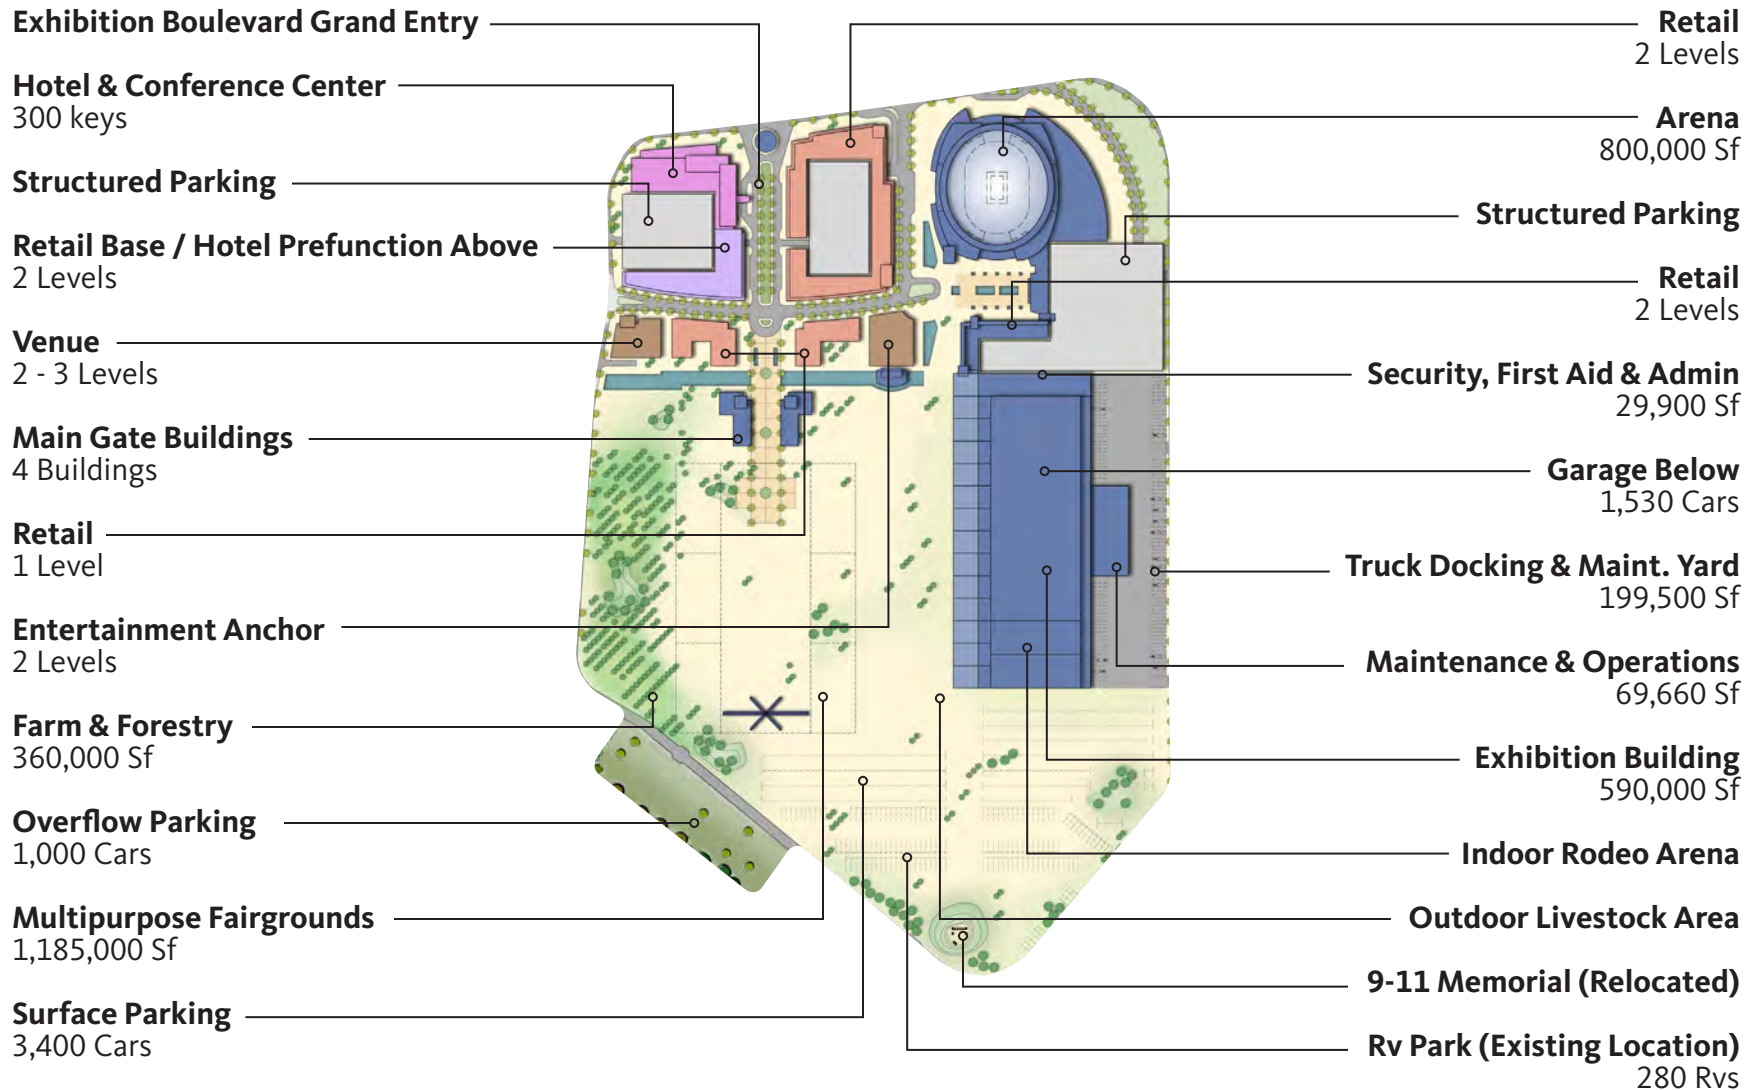 Exhibition Boulevard Grand Entry
Hotel & Conference Center
300 keys
Structured Parking
Retail Base / Hotel Prefunction Above
2 Levels
Venue
2 - 3 Levels
Main Gate Buildings
4 Buildings
Retail
1 Level
Entertainment Anchor
2 Levels
Farm & Forestry
360,000 Sf
Overflow Parking
1,000 Cars
Multipurpose Fairgrounds
1,185,000 Sf
Surface Parking
3,400 Cars
Retail
2 Levels
Arena
800,000 Sf
Structured Parking
Retail
2 Levels
Security, First Aid & Admin
29,900 Sf
Garage Below
1,530 Cars
Truck Docking & Maint. Yard
199,500 Sf
Maintenance & Operations
69,660 Sf
Exhibition Building
590,000 Sf
Indoor Rodeo Arena
Outdoor Livestock Area
9-11 Memorial (Relocated)
Rv Park (Existing Location)
280 Rvs